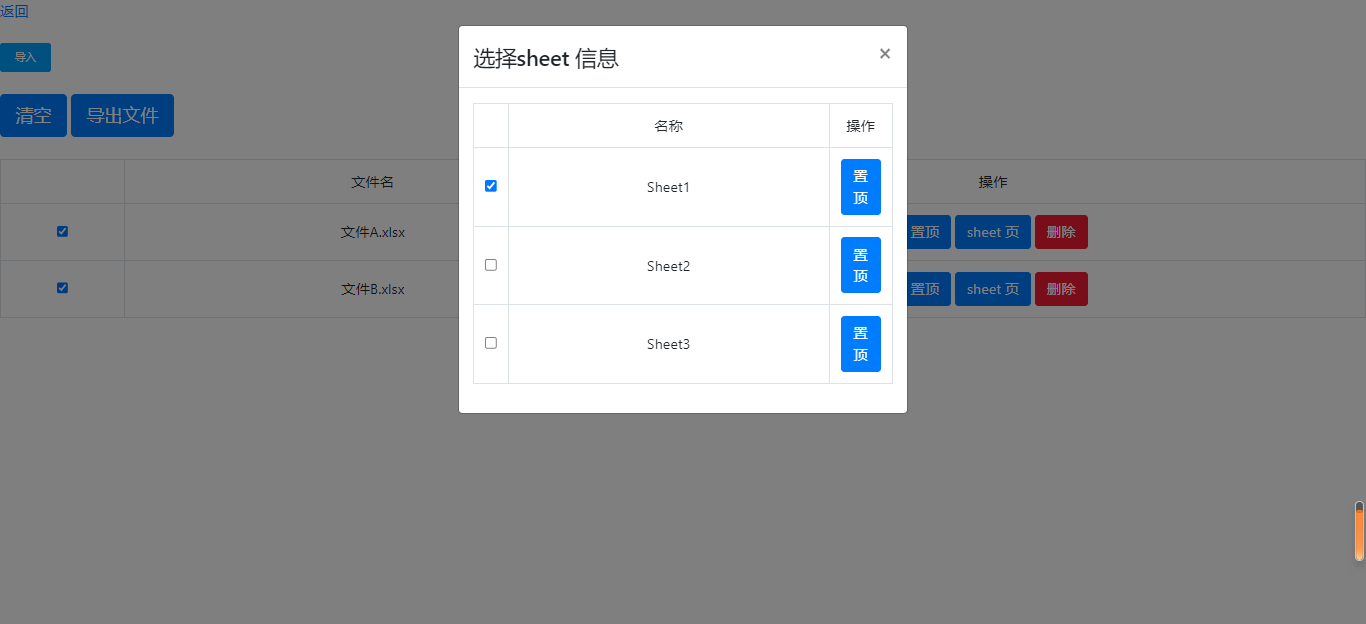 返回
导入
清空 导出文件
文件名 操作
文件A.xlsx 置顶 sheet 页 删除
文件B.xlsx 置顶 sheet 页 删除
选择sheet 信息 ×
名称 操作
Sheet1 置
顶
Sheet2 置
顶
Sheet3 置
顶